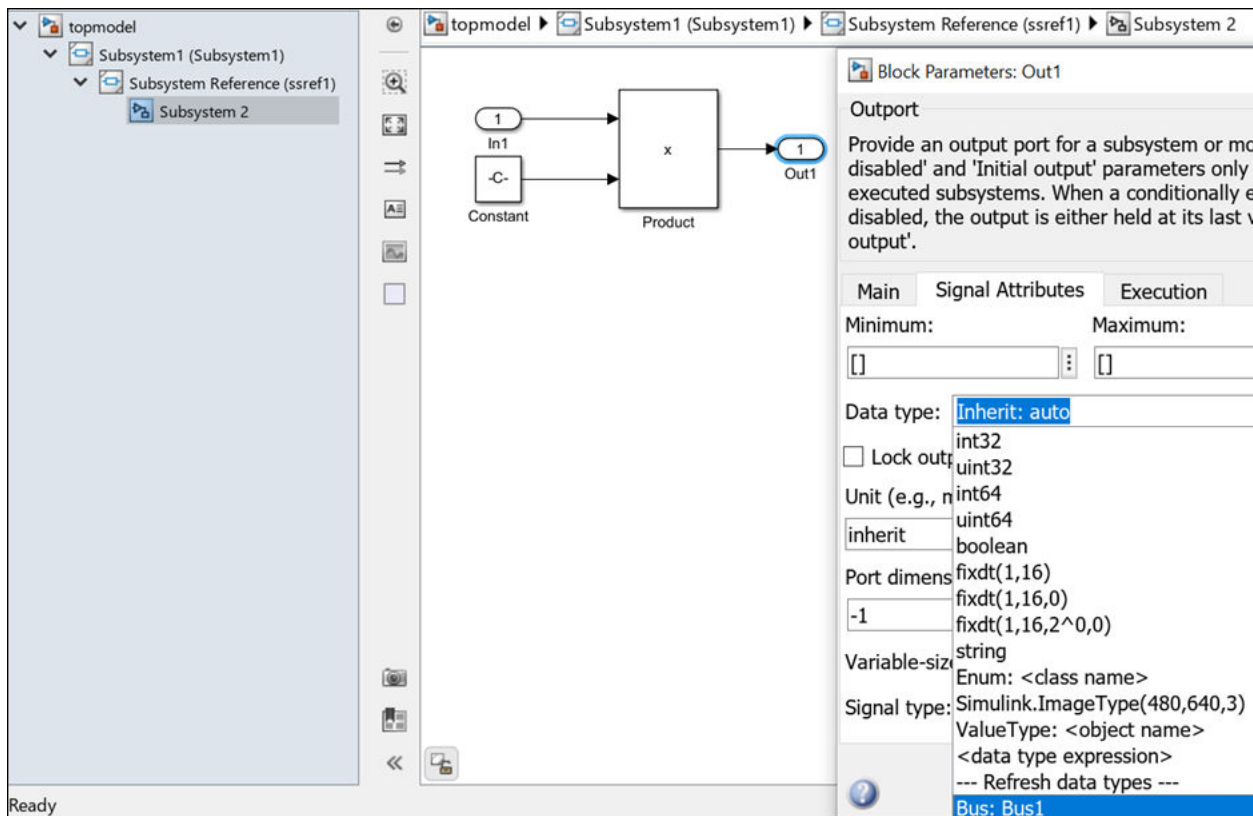 topmodel
Subsystem1 (Subsystem1)
Subsystem Reference (ssref1)
Subsystem 2
topmodel Subsystem1 (Subsystem1) Subsystem Reference (ssref1) Subsystem 2
1
In1
-C-
Constant
x
Product
1
Out1
Block Parameters: Out1
Outport
Provide an output port for a subsystem or mo
disabled' and 'Initial output' parameters only
executed subsystems. When a conditionally e
disabled, the output is either held at its last v
output'.
Main Signal Attributes Execution
Minimum: Maximum:
[] []
Data type: Inherit: auto
int32
Lock outp
uint32
Unit (e.g., m
int64
uint64
inherit
boolean
Port dimens
fixdt(1,16)
fixdt(1,16,0)
-1
fixdt(1,16,2^0,0)
Variable-size
string
Enum: <class name>
Signal type:
Simulink.ImageType(480,640,3)
ValueType: <object name>
<data type expression>
--- Refresh data types ---
Bus: Bus1
Ready